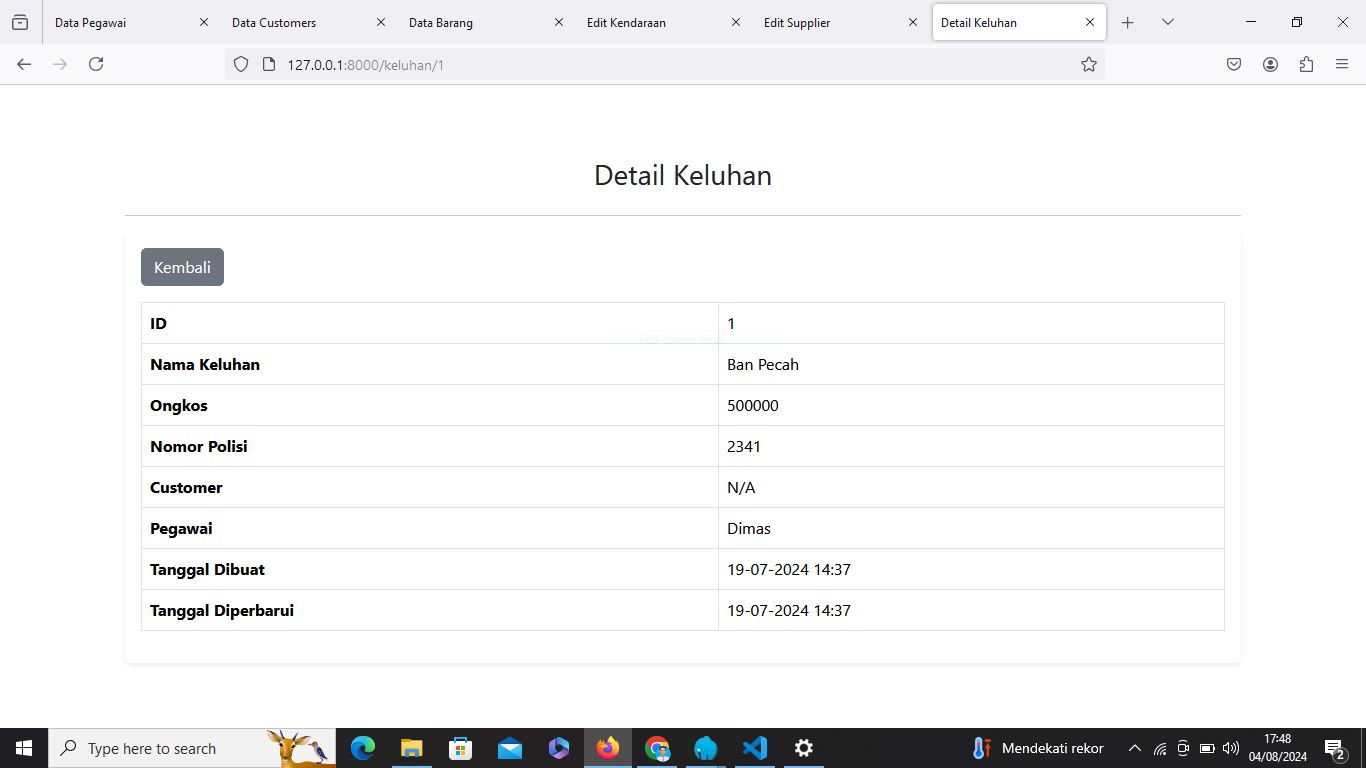 Data Pegawai
Data Customers
Data Barang
Edit Kendaraan
Edit Supplier
Detail Keluhan
127.0.0.1:8000/keluhan/1
Detail Keluhan
Kembali
ID 1
Nama Keluhan Ban Pecah
Ongkos 500000
Nomor Polisi 2341
Customer N/A
Pegawai Dimas
Tanggal Dibuat 19-07-2024 14:37
Tanggal Diperbarui 19-07-2024 14:37
Type here to search
Mendekati rekor
17:48
04/08/2024
2